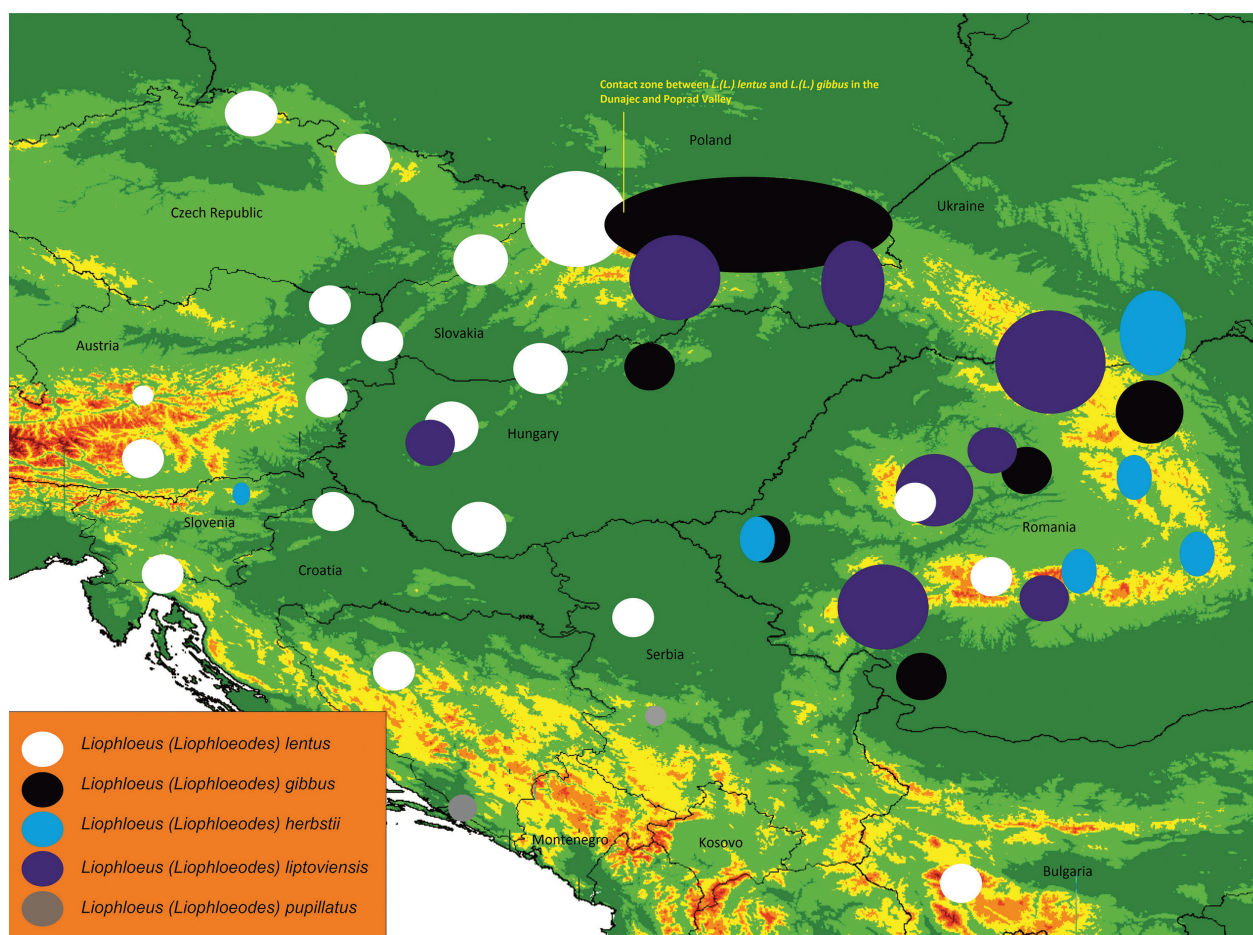 Contact zone between L.(L.) lentus and L.(L.) gibbus in the
Dunajec and Poprad Valley
Poland
Czech Republic
Ukraine
Slovakia
Austria
Hungary
Slovenia
Romania
Croatia
Serbia
Montenegro
Kosovo
Bulgaria
Liophloeus (Liophloeodes) lentus
Liophloeus (Liophloeodes) gibbus
Liophloeus (Liophloeodes) herbstii
Liophloeus (Liophloeodes) liptoviensis
Liophloeus (Liophloeodes) pupillatus